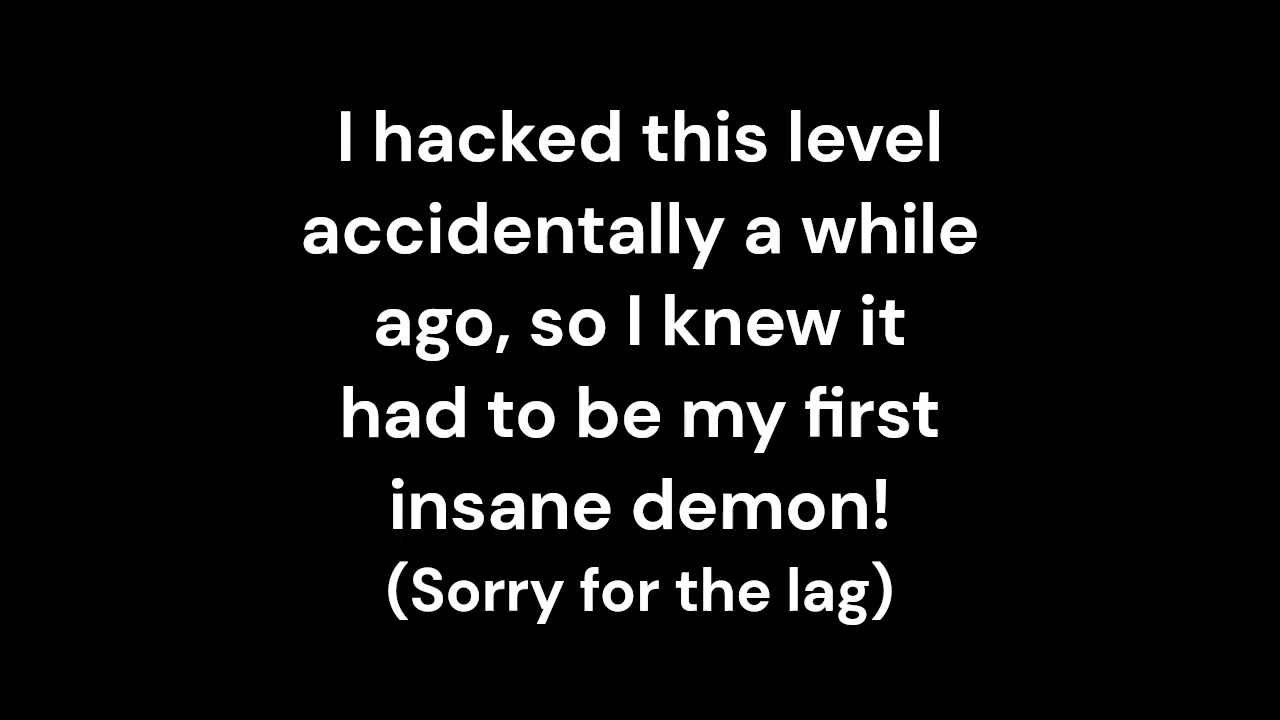 I hacked this level
accidentally a while
ago, so I knew it
had to be my first
insane demon!
(Sorry for the lag)